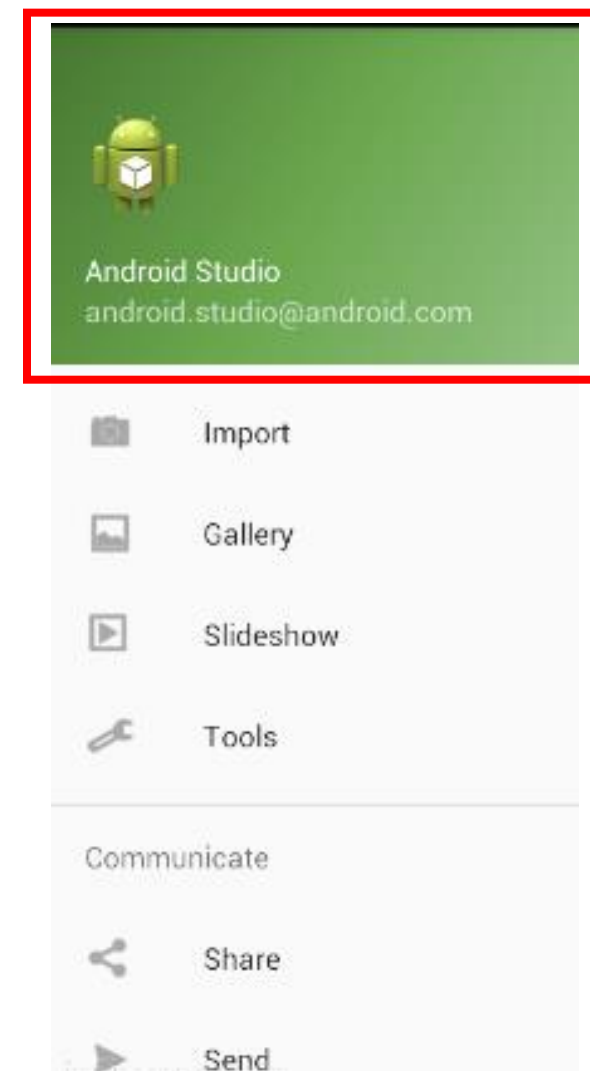 Android Studio
android.studio@android.com
Import
Gallery
Slideshow
Tools
Communicate
Share
Send